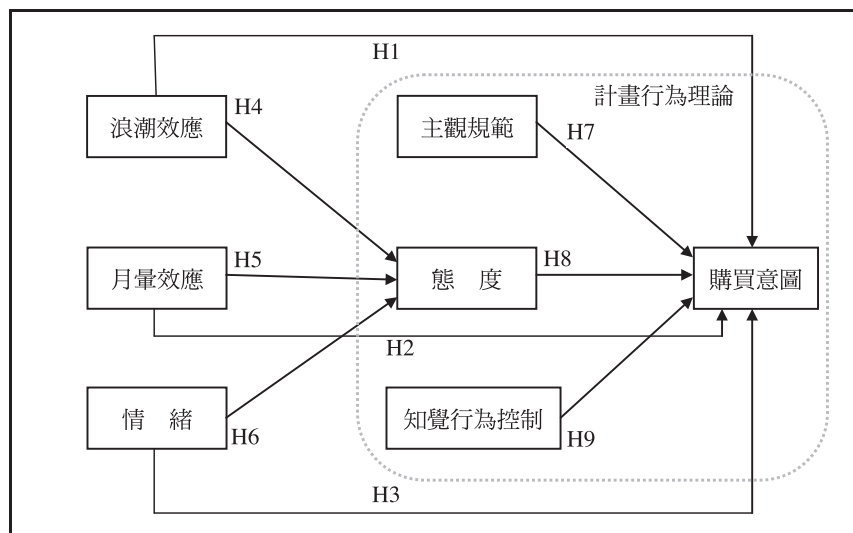 H1
計畫行為理論
浪潮效應
H4
主觀規範
H7
月暈效應
H5
態 度
H8
購買意圖
H2
情 緒
H6
知覺行為控制
H9
H3